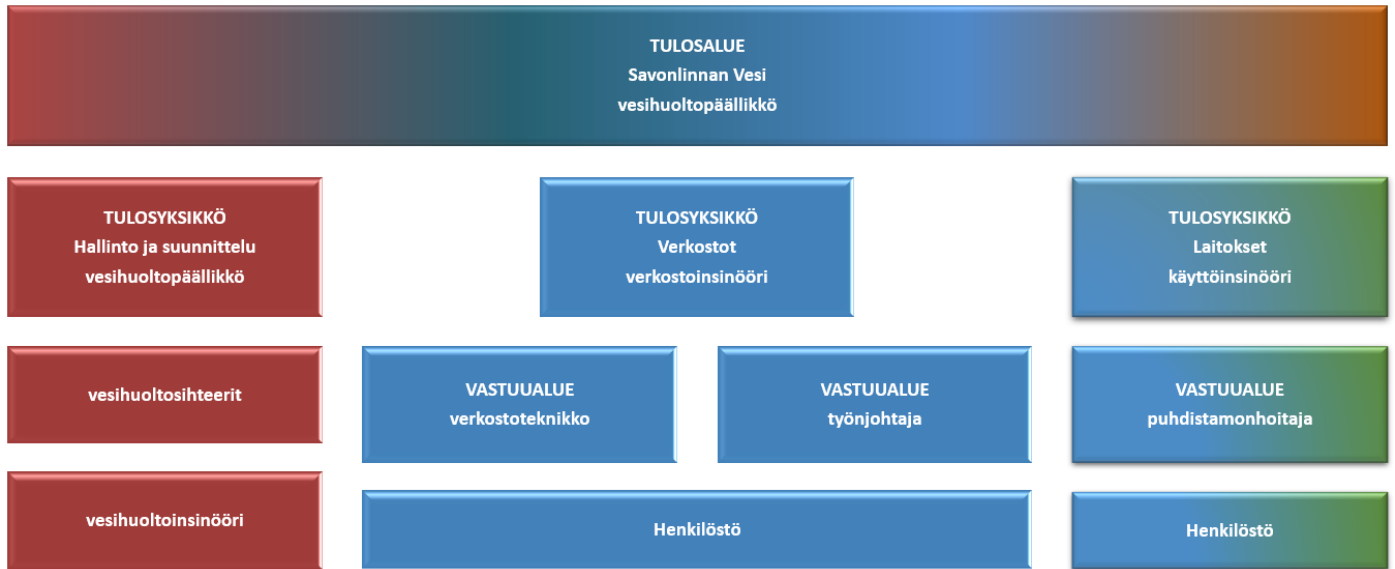 TULOSALUE
Savonlinnan Vesi
vesihuoltopäällikkö
TULOSYKSIKKÖ
Hallinto ja suunnittelu
vesihuoltopäällikkö
TULOSYKSIKKÖ
Verkostot
verkostoinsinööri
TULOSYKSIKKÖ
Laitokset
käyttöinsinööri
vesihuoltosihteerit
VASTUUALUE
verkostoteknikko
VASTUUALUE
työnjohtaja
VASTUUALUE
puhdistamonhoitaja
vesihuoltoinsinööri
Henkilöstö
Henkilöstö